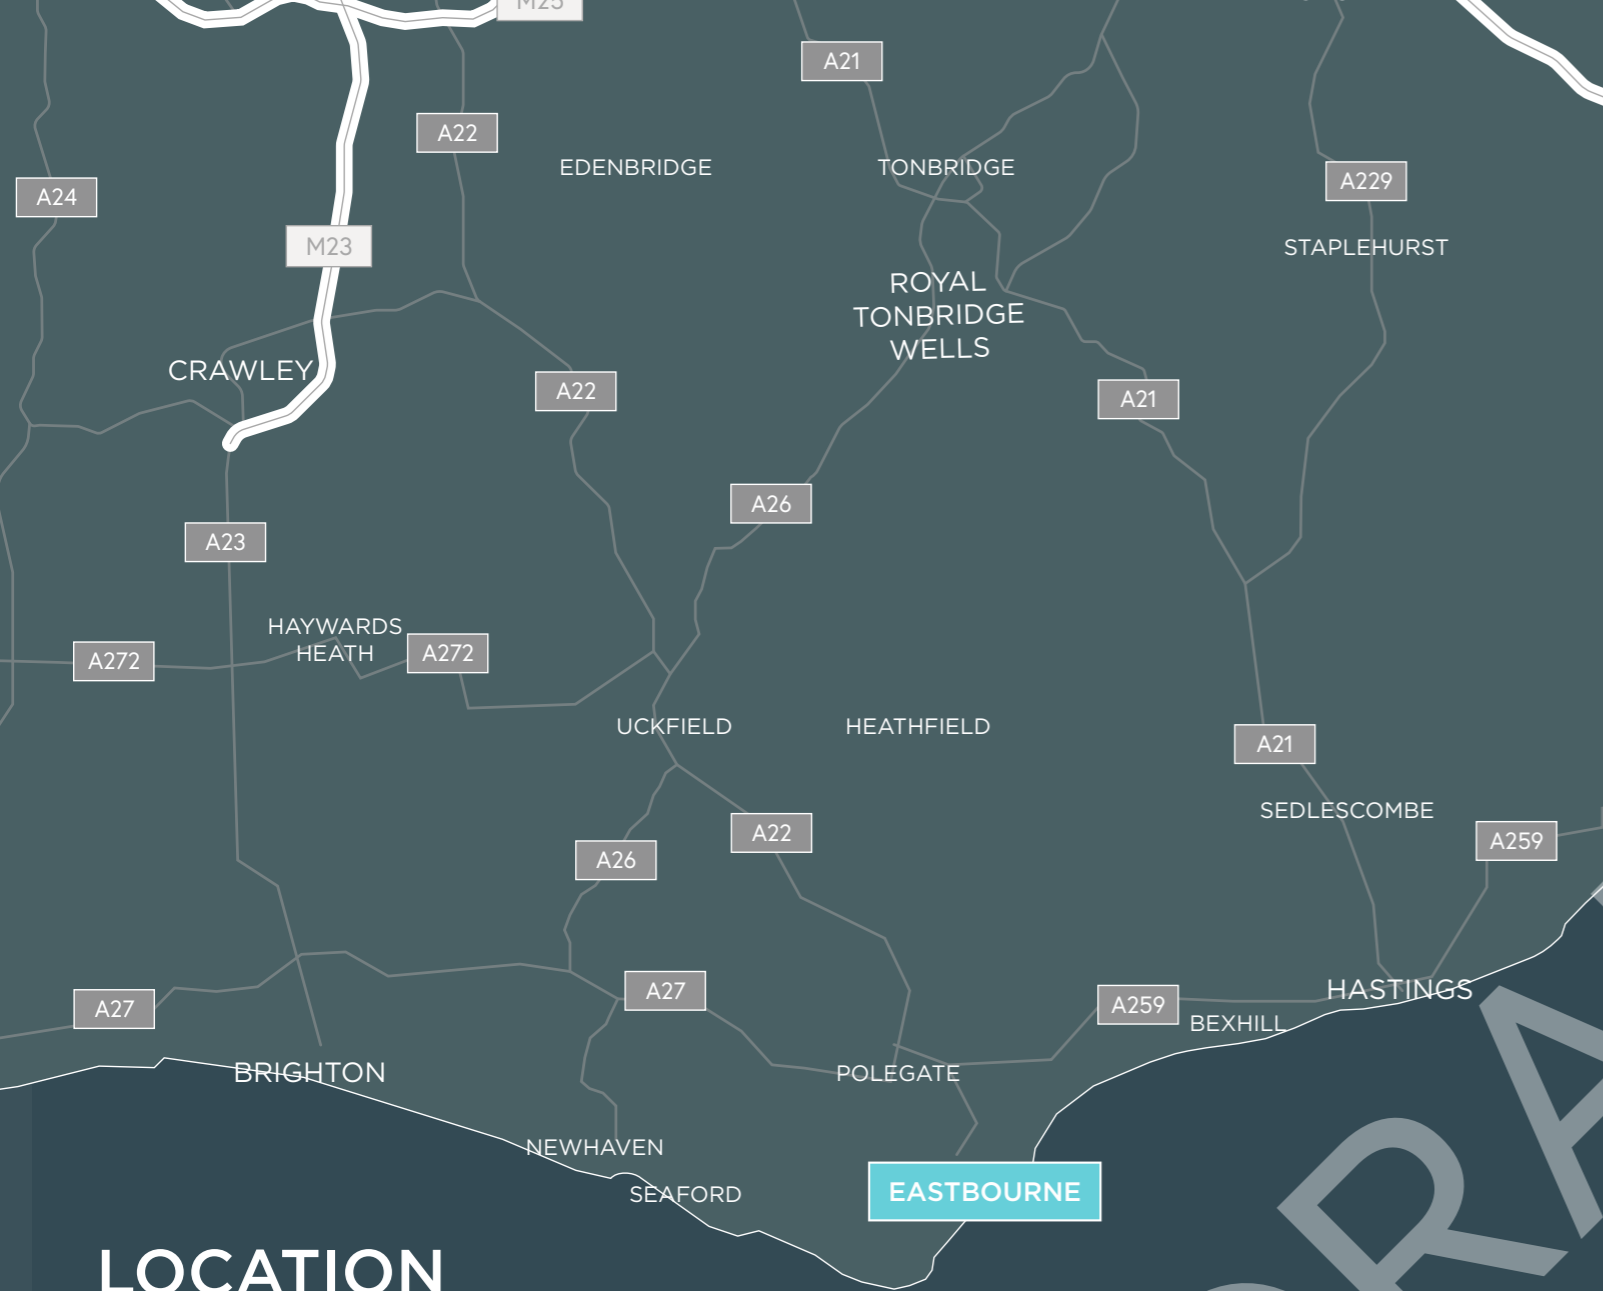 M25
A21
A22
EDENBRIDGE
TONBRIDGE
A24
A229
M23
STAPLEHURST
ROYAL
TONBRIDGE
WELLS
CRAWLEY
A22
A21
A26
A23
HAYWARDS
HEATH
A272
A272
UCKFIELD
HEATHFIELD
A21
SEDLESCOMBE
A22
A259
A26
A27
HASTINGS
A27
A259
BEXHILL
BRIGHTON
POLEGATE
NEWHAVEN
SEAFORD
EASTBOURNE
LOCATION